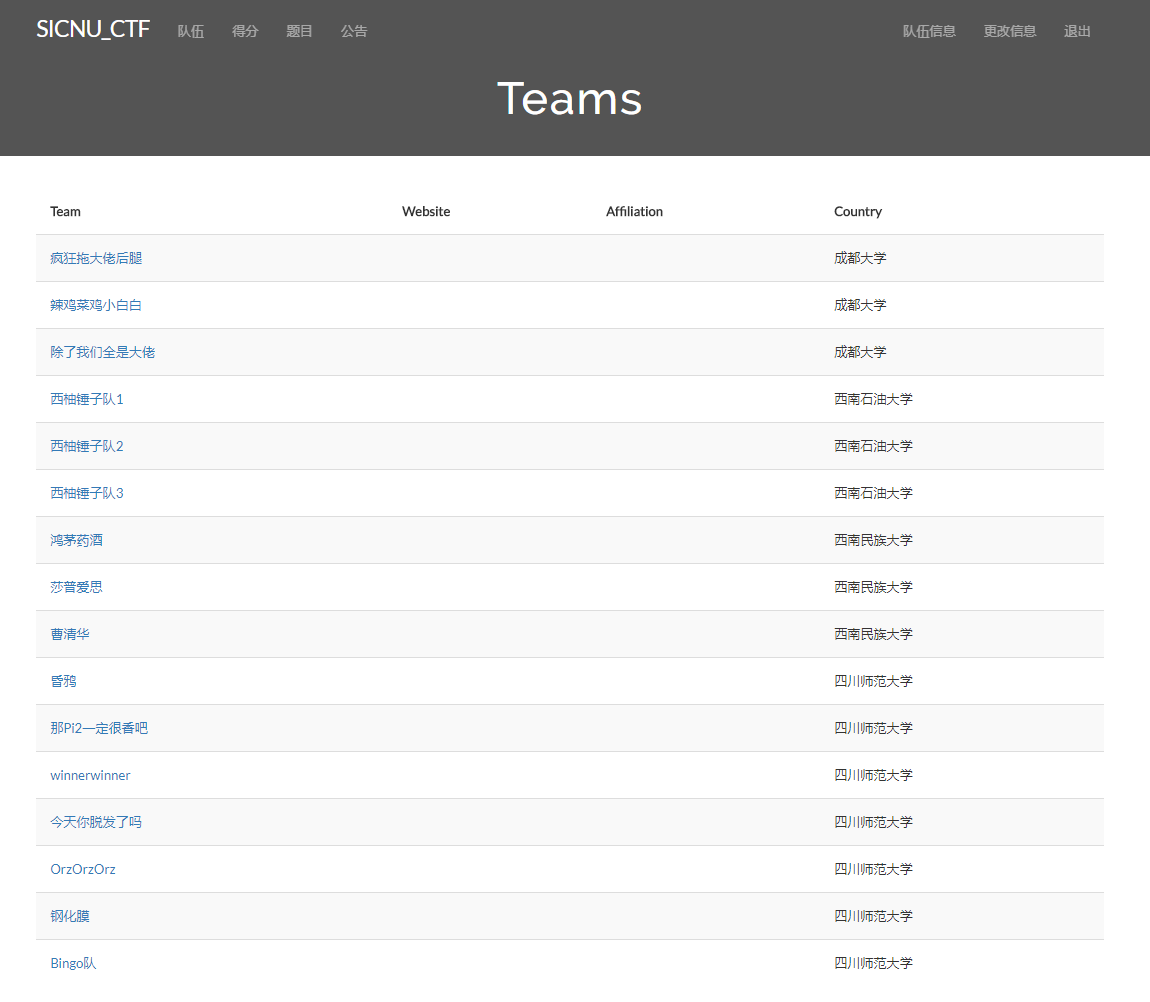 SICNU_CTF 队伍 得分 题目 公告 队伍信息 更改信息 退出
Teams
Team Website Affiliation Country
疯狂拖大佬后腿 成都大学
辣鸡菜鸡小白白 成都大学
除了我们全是大佬 成都大学
西柚锤子队1 西南石油大学
西柚锤子队2 西南石油大学
西柚锤子队3 西南石油大学
鸿茅药酒 西南民族大学
莎普爱思 西南民族大学
曹清华 西南民族大学
昏鸦 四川师范大学
那Pi2一定很香吧 四川师范大学
winnerwinner 四川师范大学
今天你脱发了吗 四川师范大学
OrzOrzOrz 四川师范大学
钢化膜 四川师范大学
Bingo队 四川师范大学